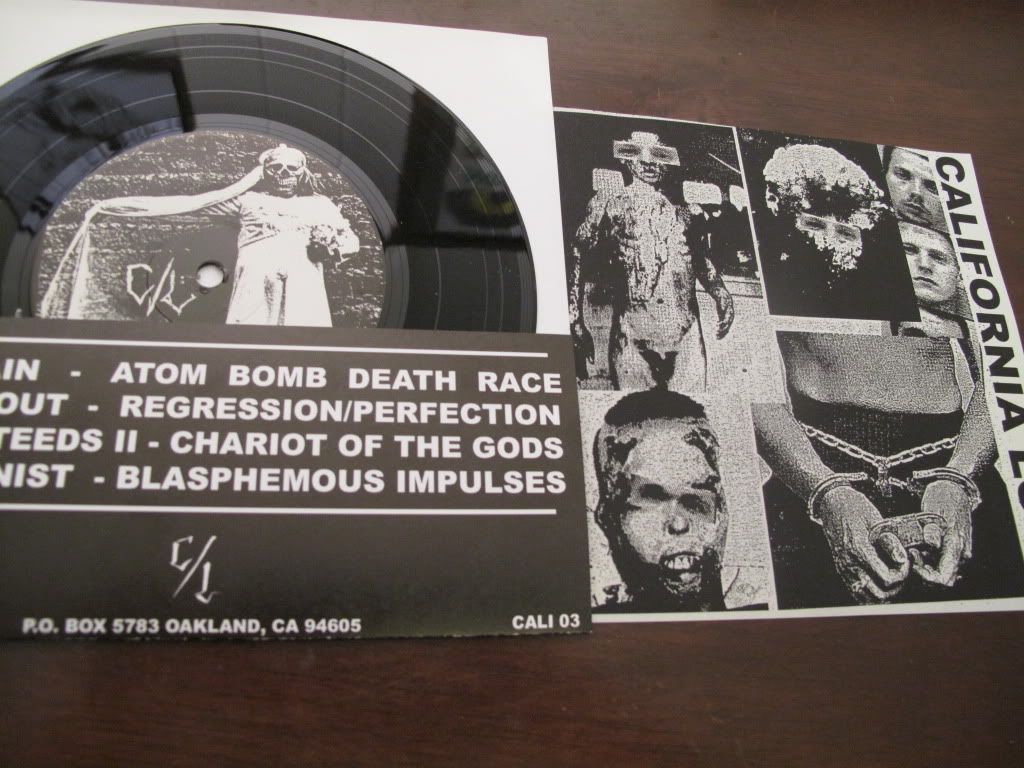 C/L
AIN - ATOM BOMB DEATH RACE
OUT - REGRESSION/PERFECTION
TEEDS II - CHARIOT OF THE GODS
NIST - BLASPHEMOUS IMPULSES
C/L
P.O. BOX 5783 OAKLAND, CA 94605
CALI 03
CALIFORNIA